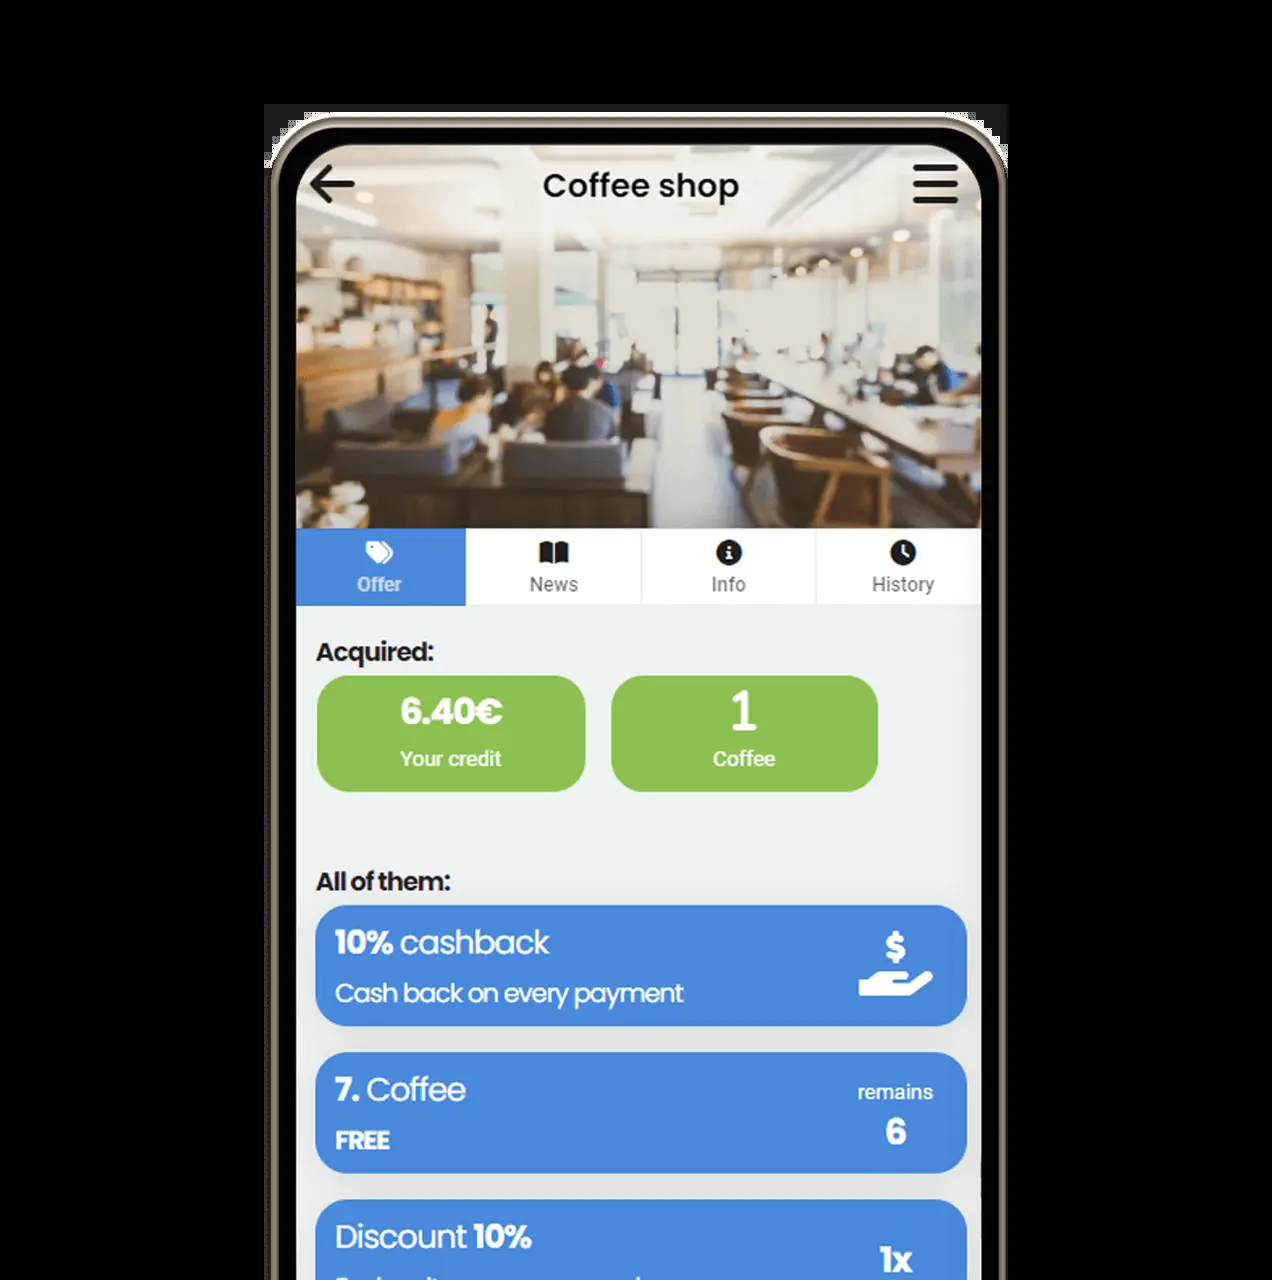 Coffee shop
Offer
News
Info
History
Acquired:
6.40€
Your credit
1
Coffee
All of them:
10% cashback
Cash back on every payment
$
7. Coffee
FREE
remains
6
Discount 10%
1x